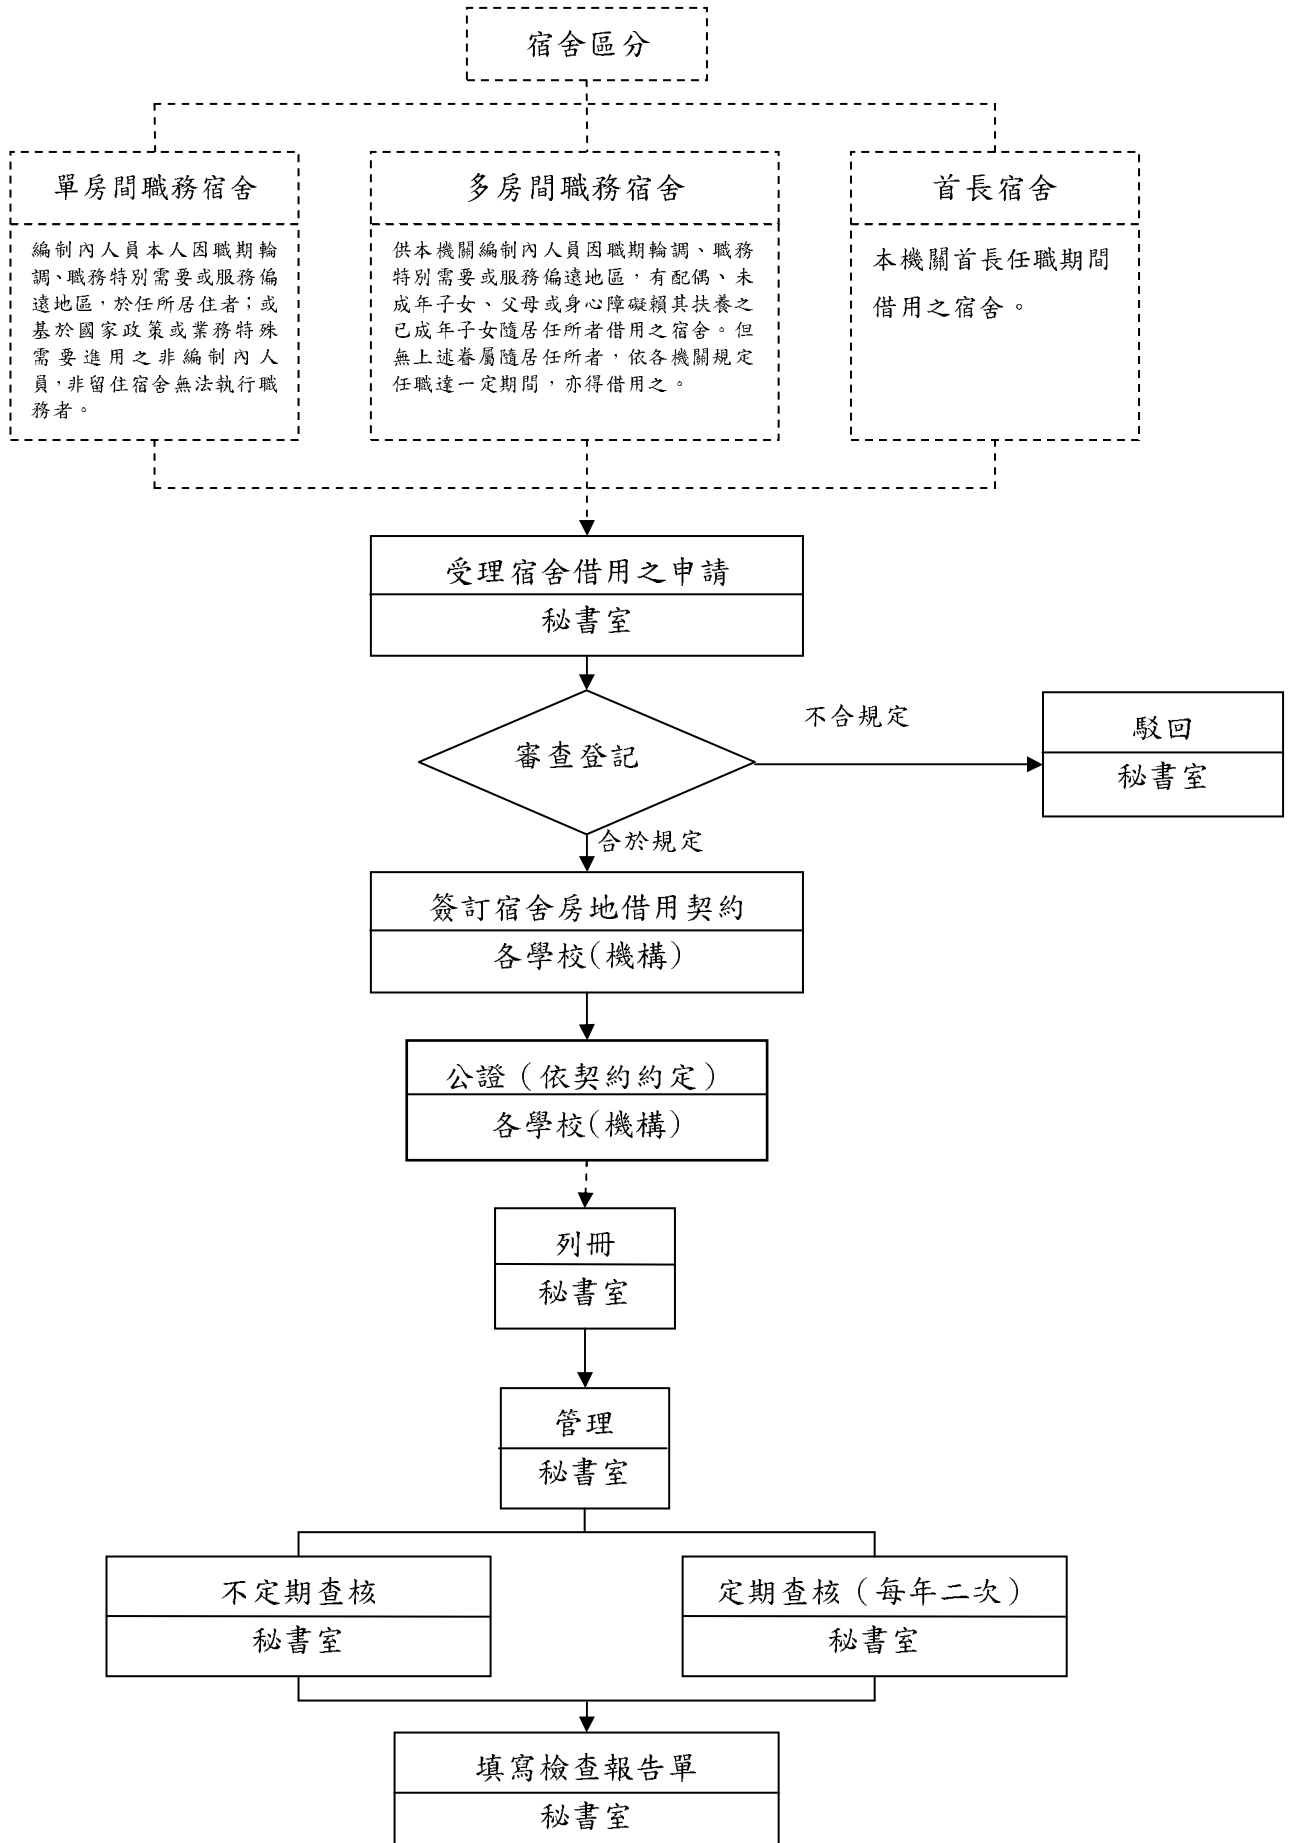 宿舍區分
單房間職務宿舍
編制內人員本人因職期輪
調、職務特別需要或服務偏
遠地區，於任所居住者；或
基於國家政策或業務特殊
需要進用之非編制內人
員，非留住宿舍無法執行職
務者。
多房間職務宿舍
供本機關編制內人員因職期輪調、職務
特別需要或服務偏遠地區，有配偶、未
成年子女、父母或身心障礙賴其扶養之
已成年子女隨居任所者借用之宿舍。但
無上述眷屬隨居任所者，依各機關規定
任職達一定期間，亦得借用之。
首長宿舍
本機關首長任職期間
借用之宿舍。
受理宿舍借用之申請
秘書室
審查登記
不合規定
駁回
秘書室
合於規定
簽訂宿舍房地借用契約
各學校(機構)
公證（依契約約定）
各學校(機構)
列冊
秘書室
管理
秘書室
不定期查核
秘書室
定期查核（每年二次）
秘書室
填寫檢查報告單
秘書室